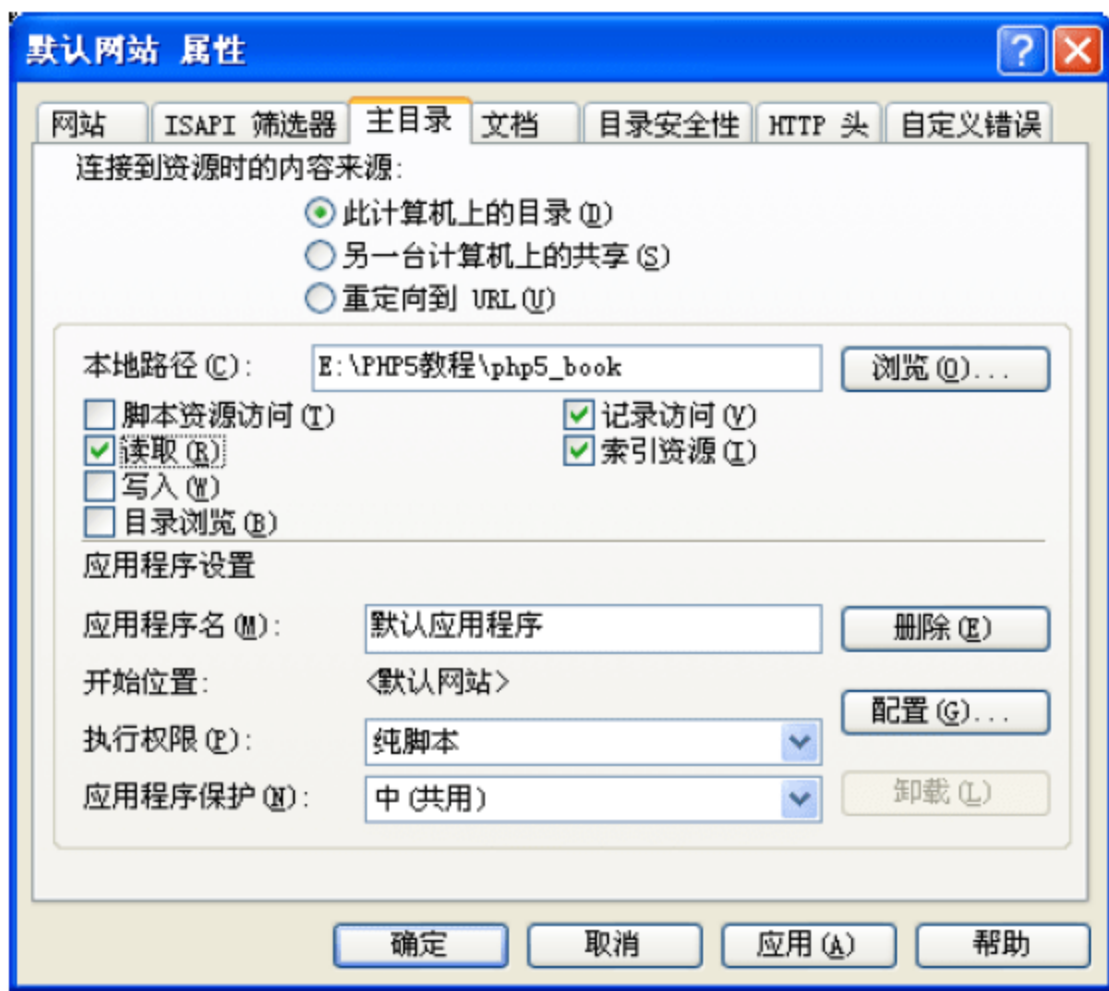 默认网站 属性
网站 ISAPI 筛选器 主目录 文档 目录安全性 HTTP 头 自定义错误
连接到资源时的内容来源:
此计算机上的目录(D)
另一台计算机上的共享(S)
重定向到 URL(U)
本地路径(C): E:\PHP5教程\php5_book 浏览(O)...
脚本资源访问(T) 记录访问(V)
读取(R) 索引资源(I)
写入(W)
目录浏览(B)
应用程序设置
应用程序名(M): 默认应用程序 删除(E)
开始位置: <默认网站>
配置(G)...
执行权限(P): 纯脚本
应用程序保护(N): 中(共用) 卸载(L)
确定 取消 应用(A) 帮助